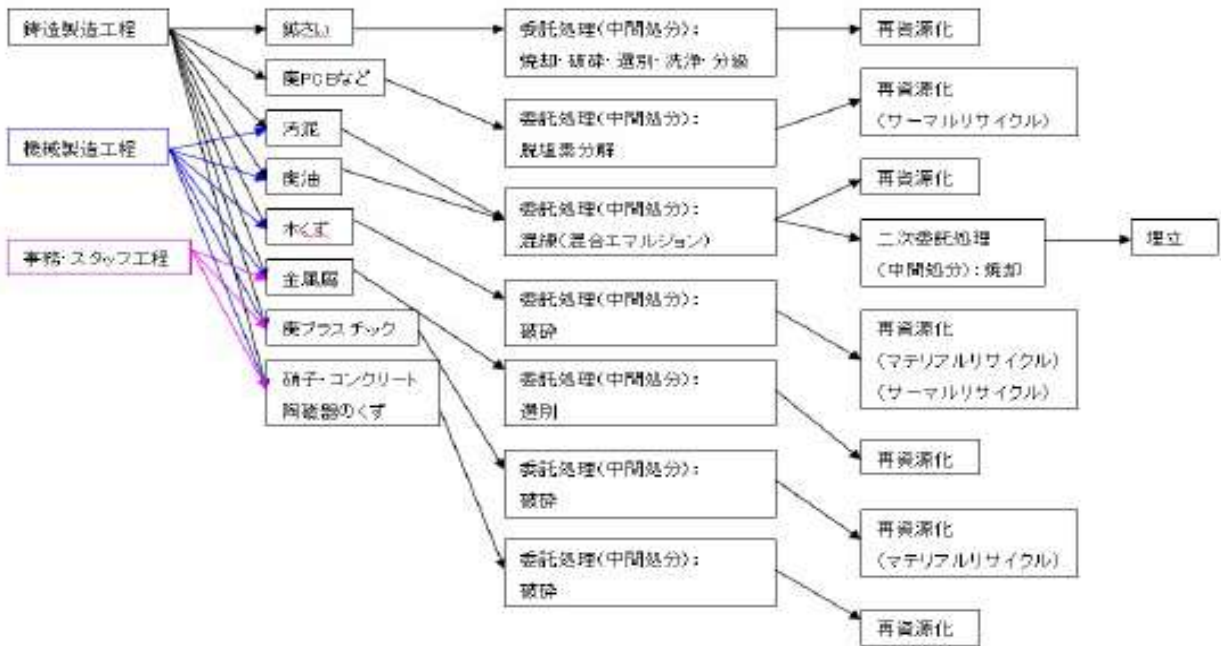 鋳造製造工程
機械製造工程
事務・スタッフ工程
鉱さい
廃PCBなど
汚泥
廃油
木くず
金属屑
廃プラスチック
硝子・コンクリート
陶磁器のくず
委託処理(中間処分):
焼却・破砕・選別・洗浄・分級
委託処理(中間処分):
脱塩素分解
委託処理(中間処分):
混練(混合エマルジョン)
委託処理(中間処分):
破砕
委託処理(中間処分):
選別
委託処理(中間処分):
破砕
委託処理(中間処分):
破砕
再資源化
再資源化
(サーマルリサイクル)
再資源化
二次委託処理
(中間処分):焼却
再資源化
(マテリアルリサイクル)
(サーマルリサイクル)
再資源化
再資源化
(マテリアルリサイクル)
再資源化
埋立